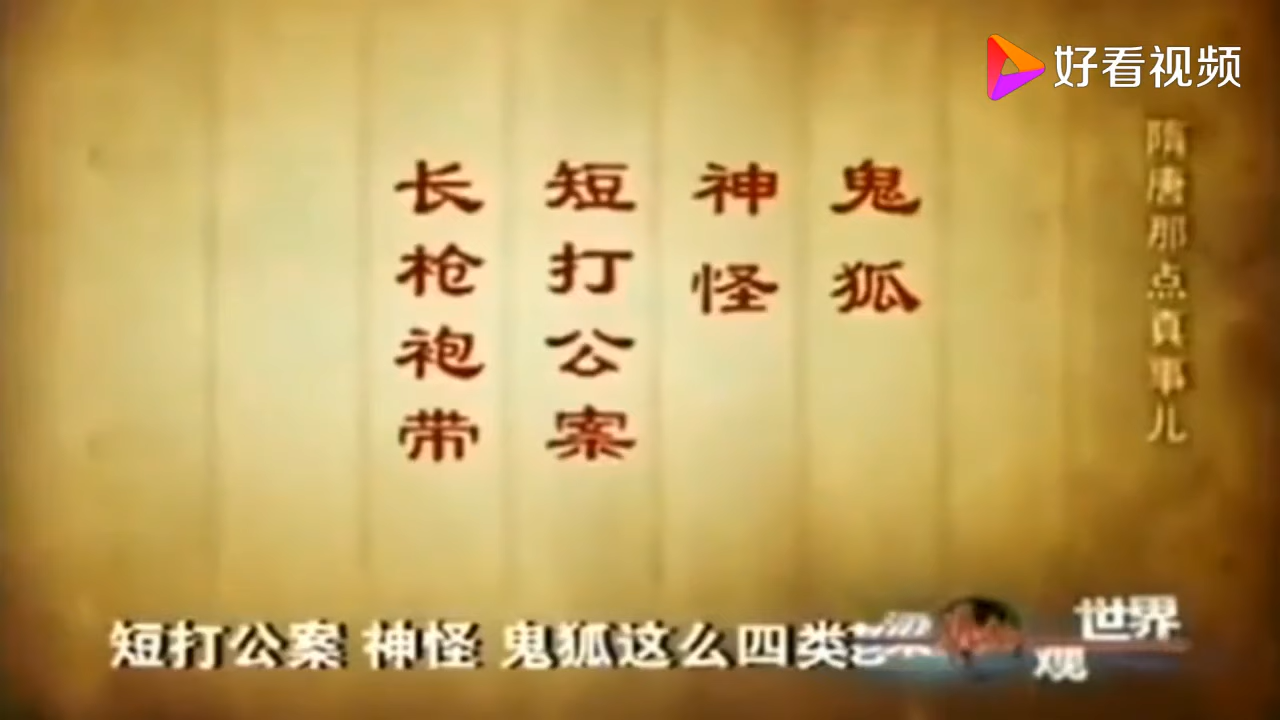 好看视频
隋唐那点真事儿
长枪袍带
短打公案
神怪
鬼狐
短打公案 神怪 鬼狐这么四类
世界
观